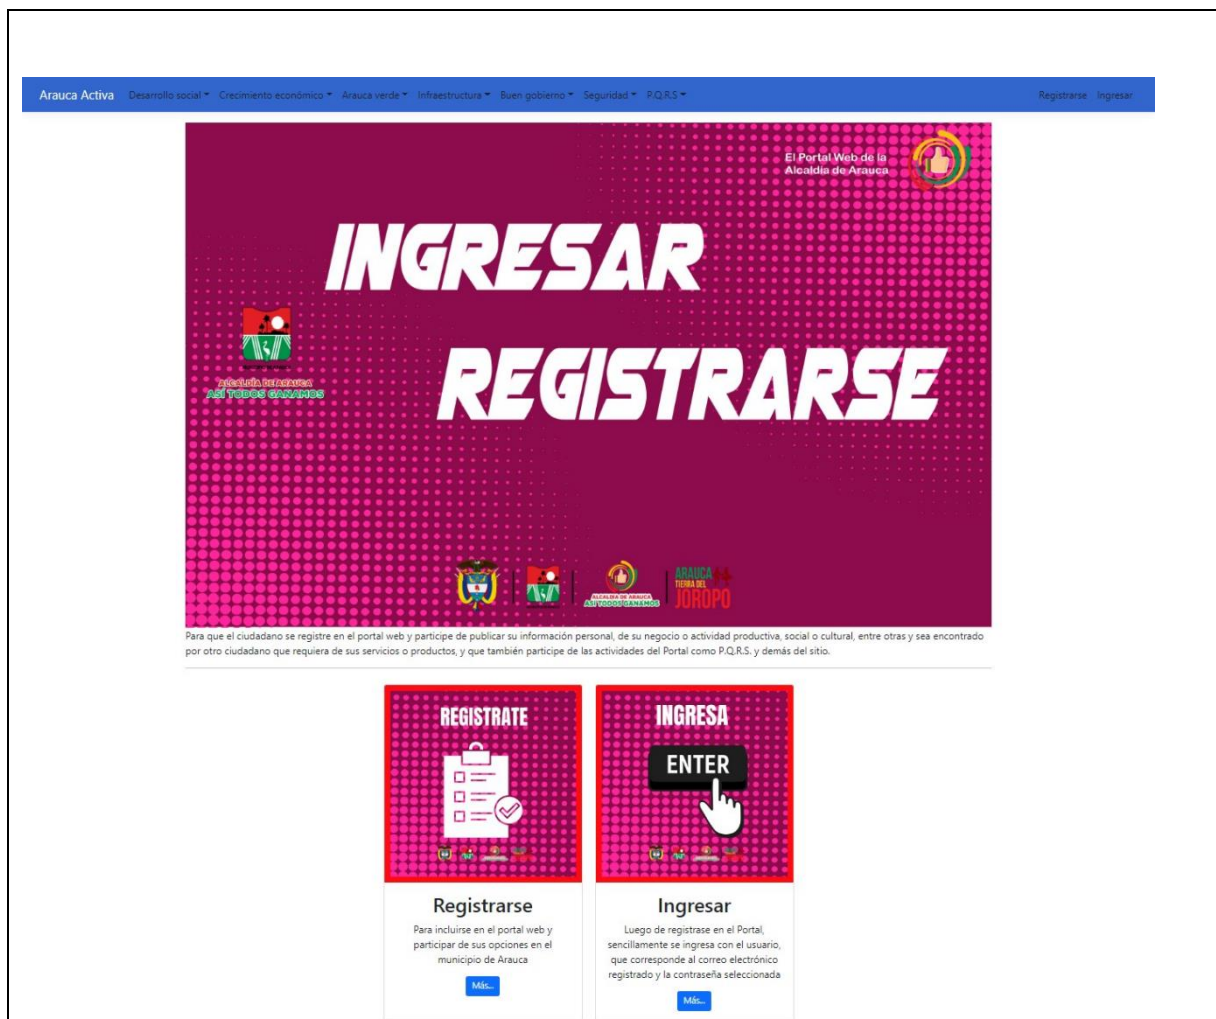 Arauca Activa Desarrollo social Crecimiento económico Arauca verde Infraestructura Buen gobierno Seguridad P.Q.R.S Registrarse Ingresar
El Portal Web de la
Alcaldía de Arauca
INGRESAR
REGISTRARSE
ALCALDÍA DE ARAUCA
ASÍ TODOS GANAMOS
ALCALDÍA DE ARAUCA
ASÍ TODOS GANAMOS
ARAUCA
TIERRA DEL
JOROPO
Para que el ciudadano se registre en el portal web y participe de publicar su información personal, de su negocio o actividad productiva, social o cultural, entre otras y sea encontrado
por otro ciudadano que requiera de sus servicios o productos, y que también participe de las actividades del Portal como P.Q.R.S. y demás del sitio.
REGISTRATE
Registrarse
Para incluirse en el portal web y
participar de sus opciones en el
municipio de Arauca
Más...
INGRESA
ENTER
Ingresar
Luego de registrase en el Portal,
sencillamente se ingresa con el usuario,
que corresponde al correo electrónico
registrado y la contraseña seleccionada
Más...